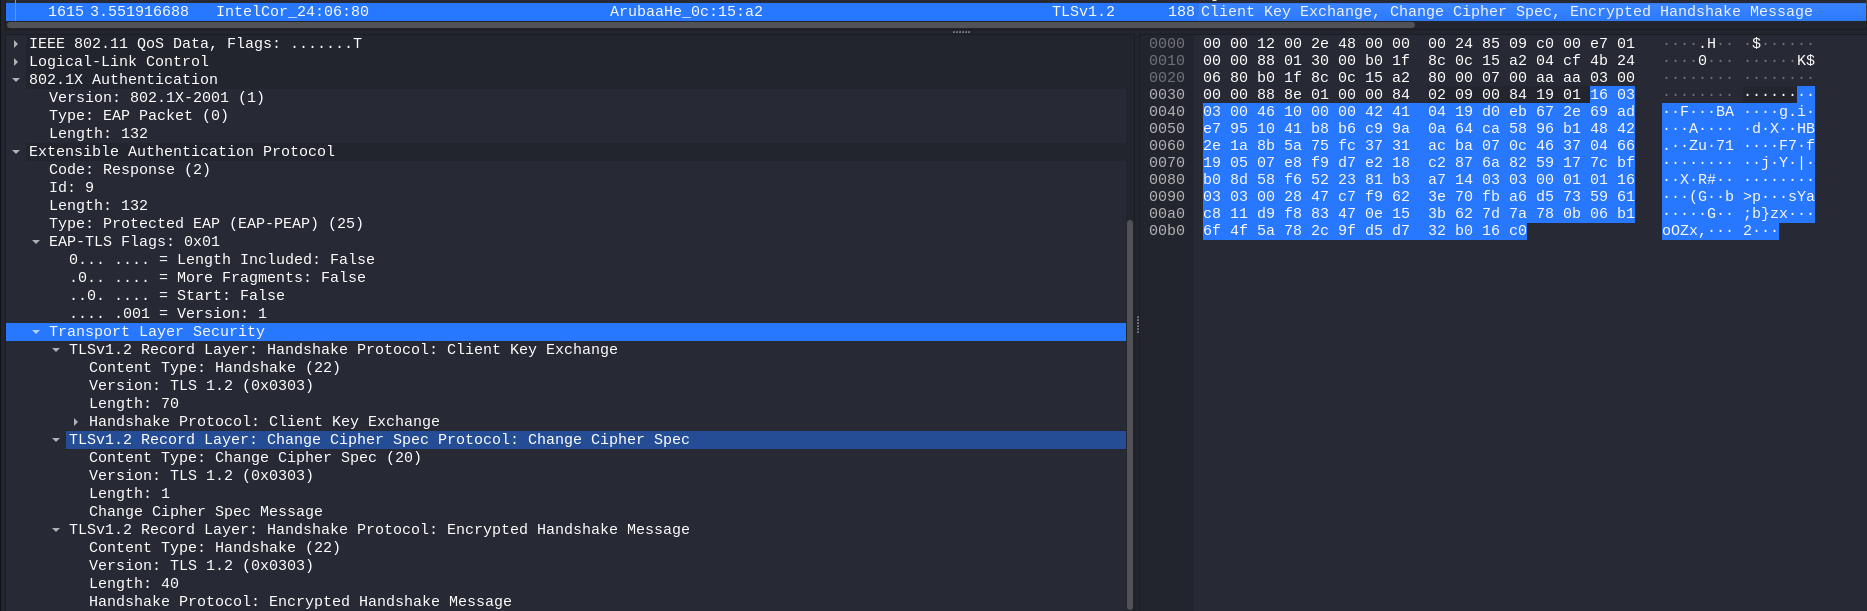 1615 3.551916688 IntelCor_24:06:80 ArubaaHe_0c:15:a2 TLSv1.2 188 Client Key Exchange, Change Cipher Spec, Encrypted Handshake Message
IEEE 802.11 QoS Data, Flags: .......T
Logical-Link Control
802.1X Authentication
Version: 802.1X-2001 (1)
Type: EAP Packet (0)
Length: 132
Extensible Authentication Protocol
Code: Response (2)
Id: 9
Length: 132
Type: Protected EAP (EAP-PEAP) (25)
EAP-TLS Flags: 0x01
0... .... = Length Included: False
.0.. .... = More Fragments: False
..0. .... = Start: False
.... .001 = Version: 1
Transport Layer Security
TLSv1.2 Record Layer: Handshake Protocol: Client Key Exchange
Content Type: Handshake (22)
Version: TLS 1.2 (0x0303)
Length: 70
Handshake Protocol: Client Key Exchange
TLSv1.2 Record Layer: Change Cipher Spec Protocol: Change Cipher Spec
Content Type: Change Cipher Spec (20)
Version: TLS 1.2 (0x0303)
Length: 1
Change Cipher Spec Message
TLSv1.2 Record Layer: Handshake Protocol: Encrypted Handshake Message
Content Type: Handshake (22)
Version: TLS 1.2 (0x0303)
Length: 40
Handshake Protocol: Encrypted Handshake Message
0000 00 00 12 00 2e 48 00 00 00 24 85 09 c0 00 e7 01 ·····.H·· ·$······
0010 00 00 88 01 30 00 b0 1f 8c 0c 15 a2 04 cf 4b 24 ····0··· ······K$
0020 06 80 b0 1f 8c 0c 15 a2 80 00 07 00 aa aa 03 00 ········ ········
0030 00 00 88 8e 01 00 00 84 02 09 00 84 19 01 16 03 ········ ········
0040 03 00 46 10 00 00 42 41 04 19 d0 eb 67 2e 69 ad ··F···BA ····g.i·
0050 e7 95 10 41 b8 b6 c9 9a 0a 64 ca 58 96 b1 48 42 ···A···· ·d·X··HB
0060 2e 1a 8b 5a 75 fc 37 31 ac ba 07 0c 46 37 04 66 .··Zu·71 ····F7·f
0070 19 05 07 e8 f9 d7 e2 18 c2 87 6a 82 59 17 7c bf ········ ··j·Y·|·
0080 b0 8d 58 f6 52 23 81 b3 a7 14 03 03 00 01 01 16 ··X·R#·· ········
0090 03 03 00 28 47 c7 f9 62 3e 70 fb a6 d5 73 59 61 ···(G··b >p···sYa
00a0 c8 11 d9 f8 83 47 0e 15 3b 62 7d 7a 78 0b 06 b1 ·····G·· ;b}zx···
00b0 6f 4f 5a 78 2c 9f d5 d7 32 b0 16 c0 oOZx,··· 2···